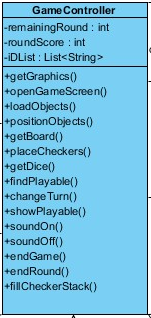 GameController
-remainingRound : int
-roundScore : int
-iDList : List<String>
+getGraphics()
+openGameScreen()
+loadObjects()
+positionObjects()
+getBoard()
+placeCheckers()
+getDice()
+findPlayable()
+changeTurn()
+showPlayable()
+soundOn()
+soundOff()
+endGame()
+endRound()
+fillCheckerStack()